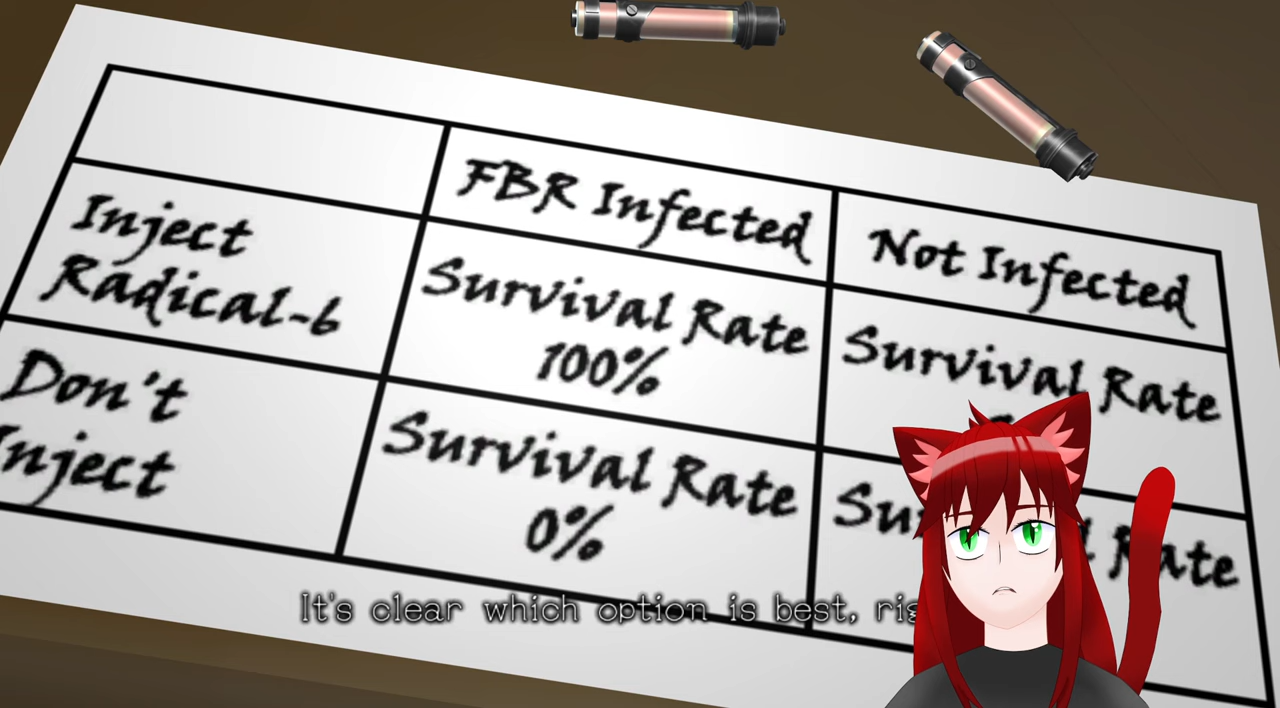 FBR Infected
Not Infected
Inject
Radical-6
Survival Rate
100%
Survival Rate
Don't
Inject
Survival Rate
0%
Rate
It's clear which option is best,